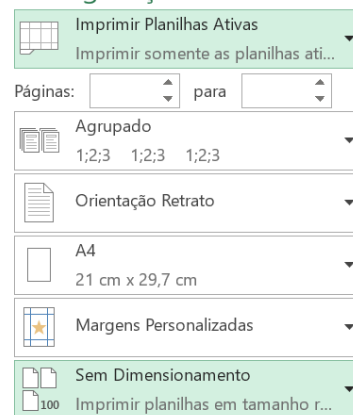 Imprimir Planilhas Ativas
Imprimir somente as planilhas ati...
Páginas: para
Agrupado
1;2;3 1;2;3 1;2;3
Orientação Retrato
A4
21 cm x 29,7 cm
Margens Personalizadas
Sem Dimensionamento
100 Imprimir planilhas em tamanho r...